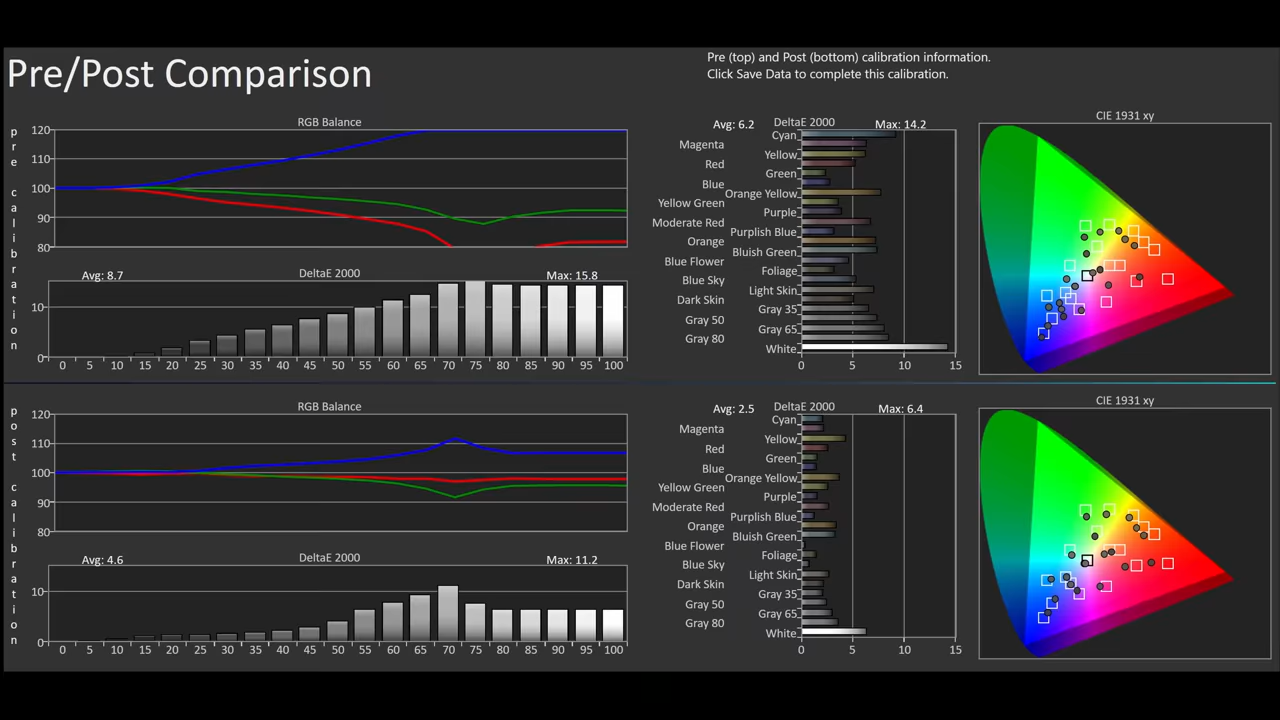 Pre/Post Comparison
Pre (top) and Post (bottom) calibration information.
Click Save Data to complete this calibration.
pre calibration
RGB Balance
120
110
100
90
80
Avg: 8.7
DeltaE 2000
Max: 15.8
10
0
0 5 10 15 20 25 30 35 40 45 50 55 60 65 70 75 80 85 90 95 100
Avg: 6.2
DeltaE 2000
Max: 14.2
Cyan
Magenta
Yellow
Red
Green
Blue
Orange Yellow
Yellow Green
Purple
Moderate Red
Purplish Blue
Orange
Bluish Green
Blue Flower
Foliage
Blue Sky
Light Skin
Dark Skin
Gray 35
Gray 50
Gray 65
Gray 80
White
0 5 10 15
CIE 1931 xy
post calibration
RGB Balance
120
110
100
90
80
Avg: 4.6
DeltaE 2000
Max: 11.2
10
0
0 5 10 15 20 25 30 35 40 45 50 55 60 65 70 75 80 85 90 95 100
Avg: 2.5
DeltaE 2000
Max: 6.4
Cyan
Magenta
Yellow
Red
Green
Blue
Orange Yellow
Yellow Green
Purple
Moderate Red
Purplish Blue
Orange
Bluish Green
Blue Flower
Foliage
Blue Sky
Light Skin
Dark Skin
Gray 35
Gray 50
Gray 65
Gray 80
White
0 5 10 15
CIE 1931 xy